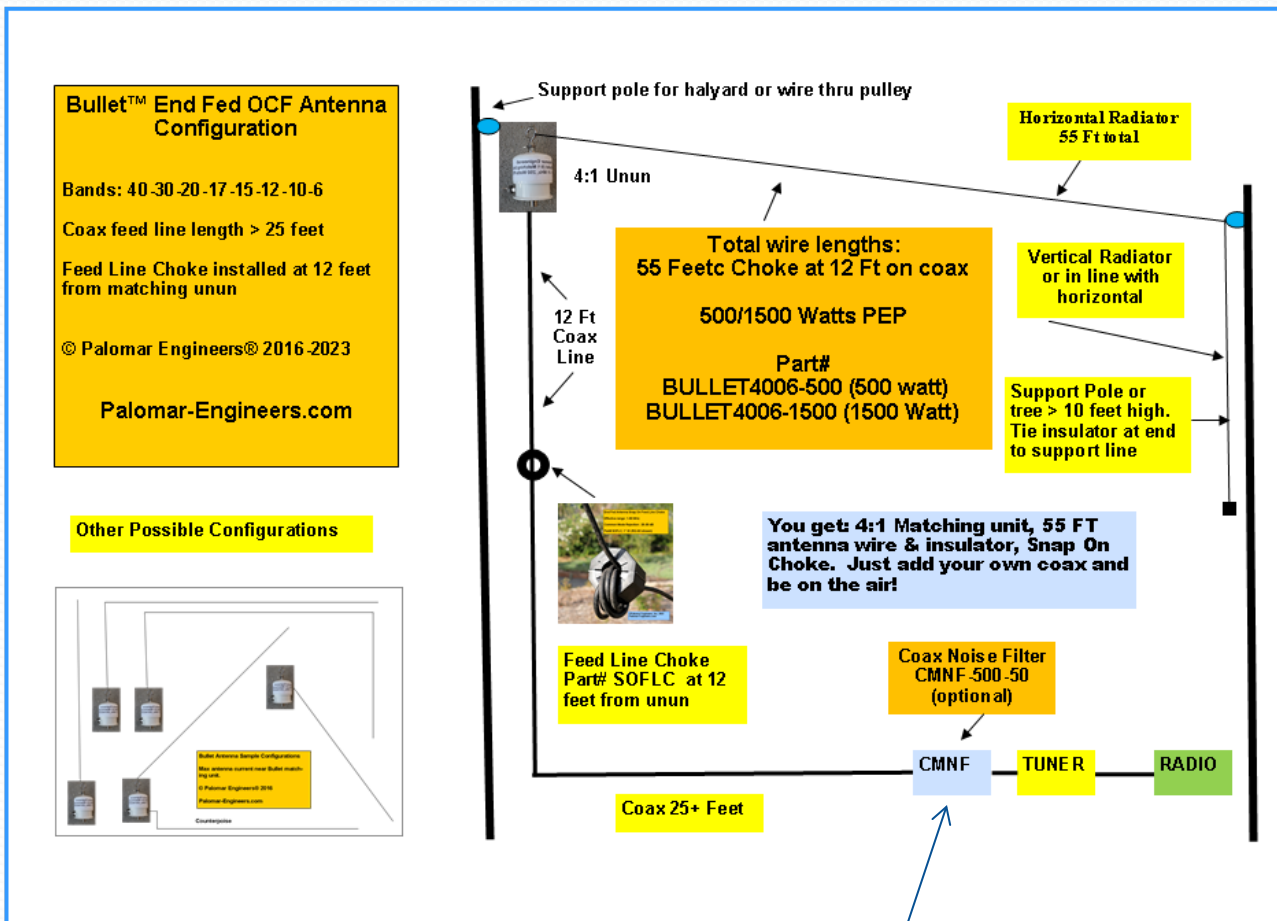 Bullet™ End Fed OCF Antenna
Configuration
Bands: 40-30-20-17-15-12-10-6
Coax feed line length > 25 feet
Feed Line Choke installed at 12 feet
from matching unun
© Palomar Engineers® 2016-2023
Palomar-Engineers.com
Other Possible Configurations
Bullet Antenna Sample Configurations
Max antenna current near Bullet match-
ing unit.
© Palomar Engineers® 2016
Palomar-Engineers.com
Counterpoise
Support pole for halyard or wire thru pulley
4:1 Unun
Horizontal Radiator
55 Ft total
Total wire lengths:
55 Feetc Choke at 12 Ft on coax
500/1500 Watts PEP
Part#
BULLET4006-500 (500 watt)
BULLET4006-1500 (1500 Watt)
Vertical Radiator
or in line with
horizontal
12 Ft
Coax
Line
Support Pole or
tree > 10 feet high.
Tie insulator at end
to support line
You get: 4:1 Matching unit, 55 FT
antenna wire & insulator, Snap On
Choke. Just add your own coax and
be on the air!
Feed Line Choke
Part# SOFLC at 12
feet from unun
Coax Noise Filter
CMNF-500-50
(optional)
CMNF
TUNER
RADIO
Coax 25+ Feet